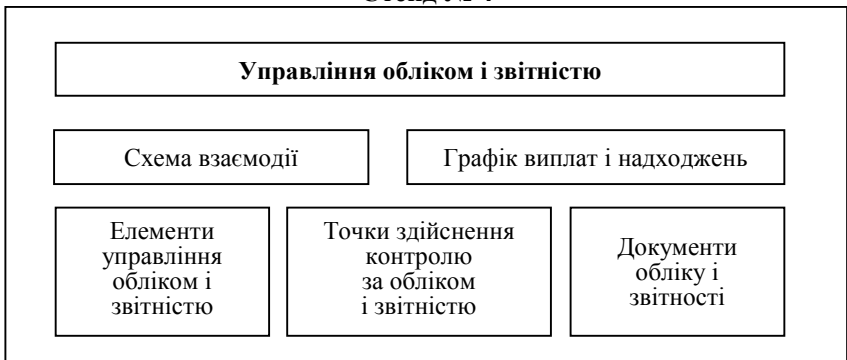 Управління обліком і звітністю
Схема взаємодії
Графік виплат і надходжень
Елементи
управління
обліком і
звітністю
Точки здійснення
контролю
за обліком
і звітністю
Документи
обліку і
звітності